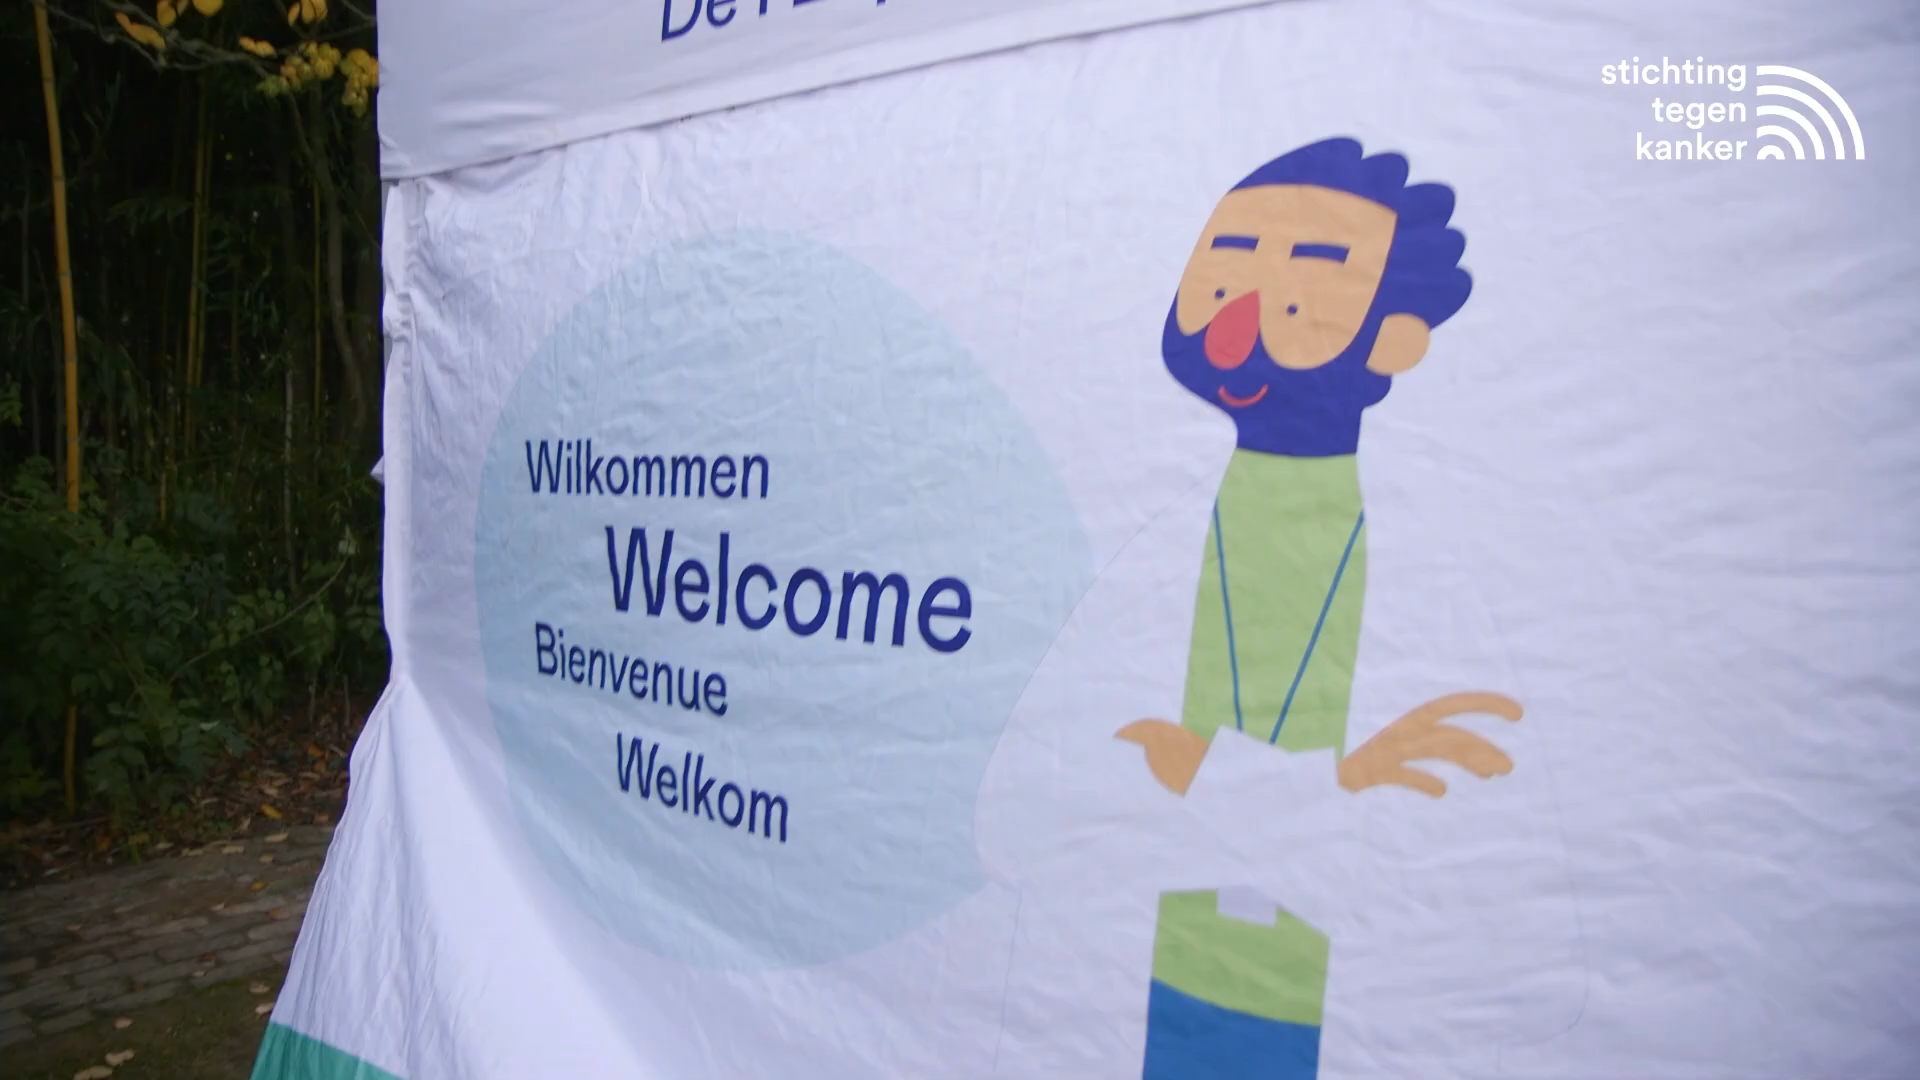 stichting
tegen
kanker
Wilkommen
Welcome
Bienvenue
Welkom